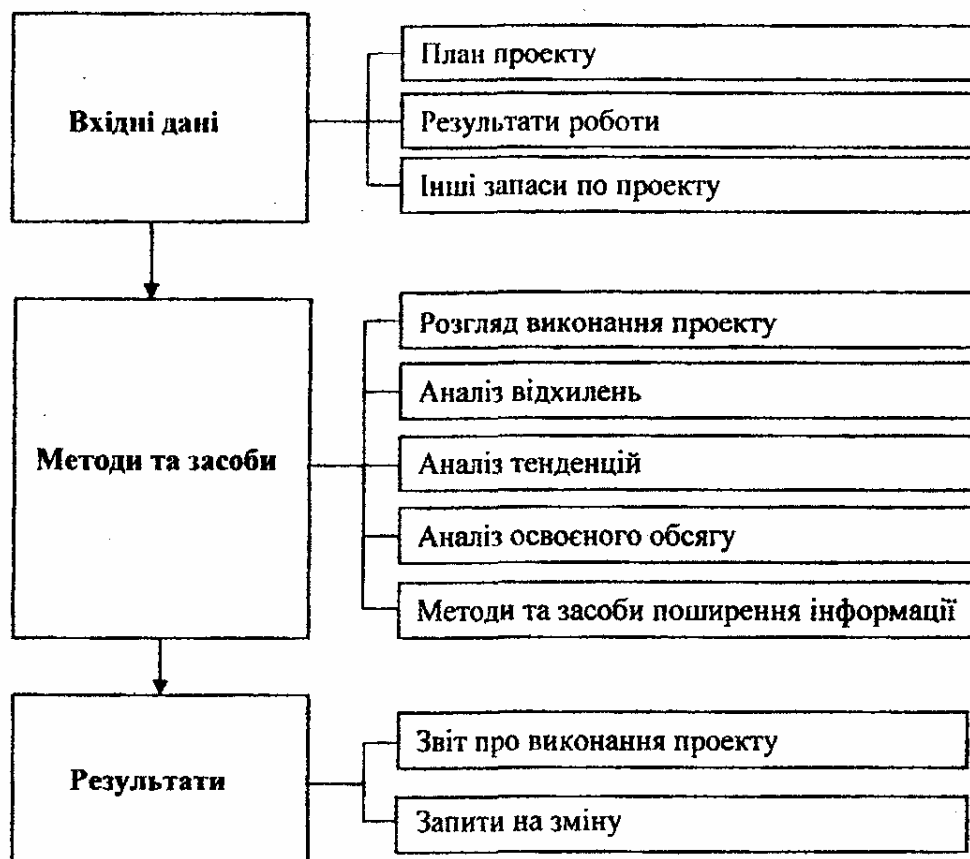 Вхідні дані
План проекту
Результати роботи
Інші запаси по проекту
Методи та засоби
Розгляд виконання проекту
Аналіз відхилень
Аналіз тенденцій
Аналіз освоєного обсягу
Методи та засоби поширення інформації
Результати
Звіт про виконання проекту
Запити на зміну